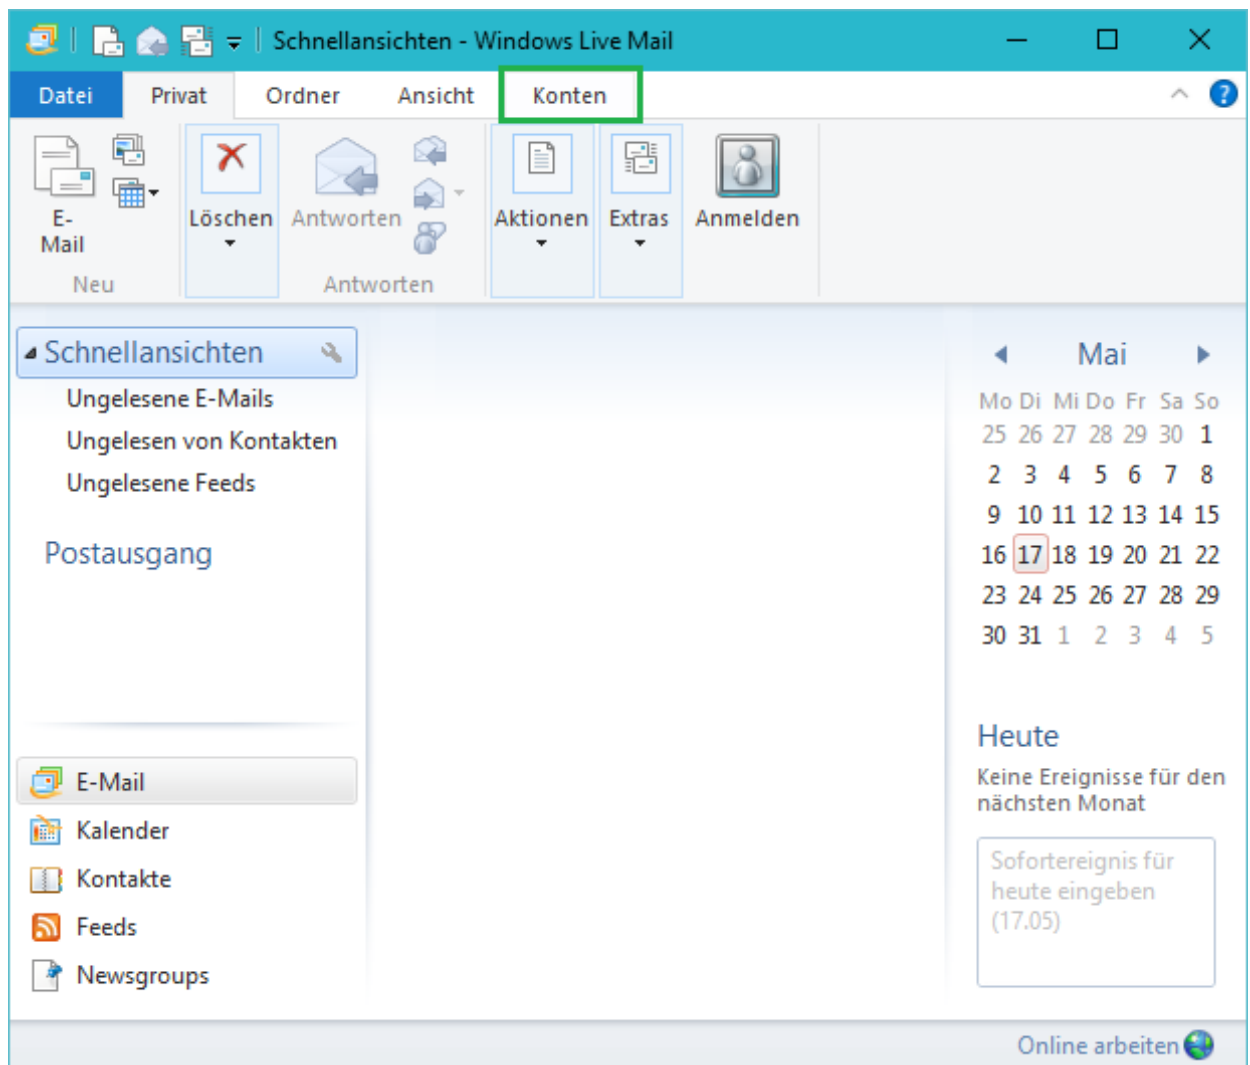 Schnellansichten - Windows Live Mail
Datei Privat Ordner Ansicht Konten
E-
Mail
Löschen
Antworten
Aktionen
Extras
Anmelden
Neu
Antworten
Schnellansichten
Ungelesene E-Mails
Ungelesen von Kontakten
Ungelesene Feeds
Postausgang
E-Mail
Kalender
Kontakte
Feeds
Newsgroups
Mai
Mo Di Mi Do Fr Sa So
25 26 27 28 29 30 1
2 3 4 5 6 7 8
9 10 11 12 13 14 15
16 17 18 19 20 21 22
23 24 25 26 27 28 29
30 31 1 2 3 4 5
Heute
Keine Ereignisse für den
nächsten Monat
Sofortereignis für
heute eingeben
(17.05)
Online arbeiten